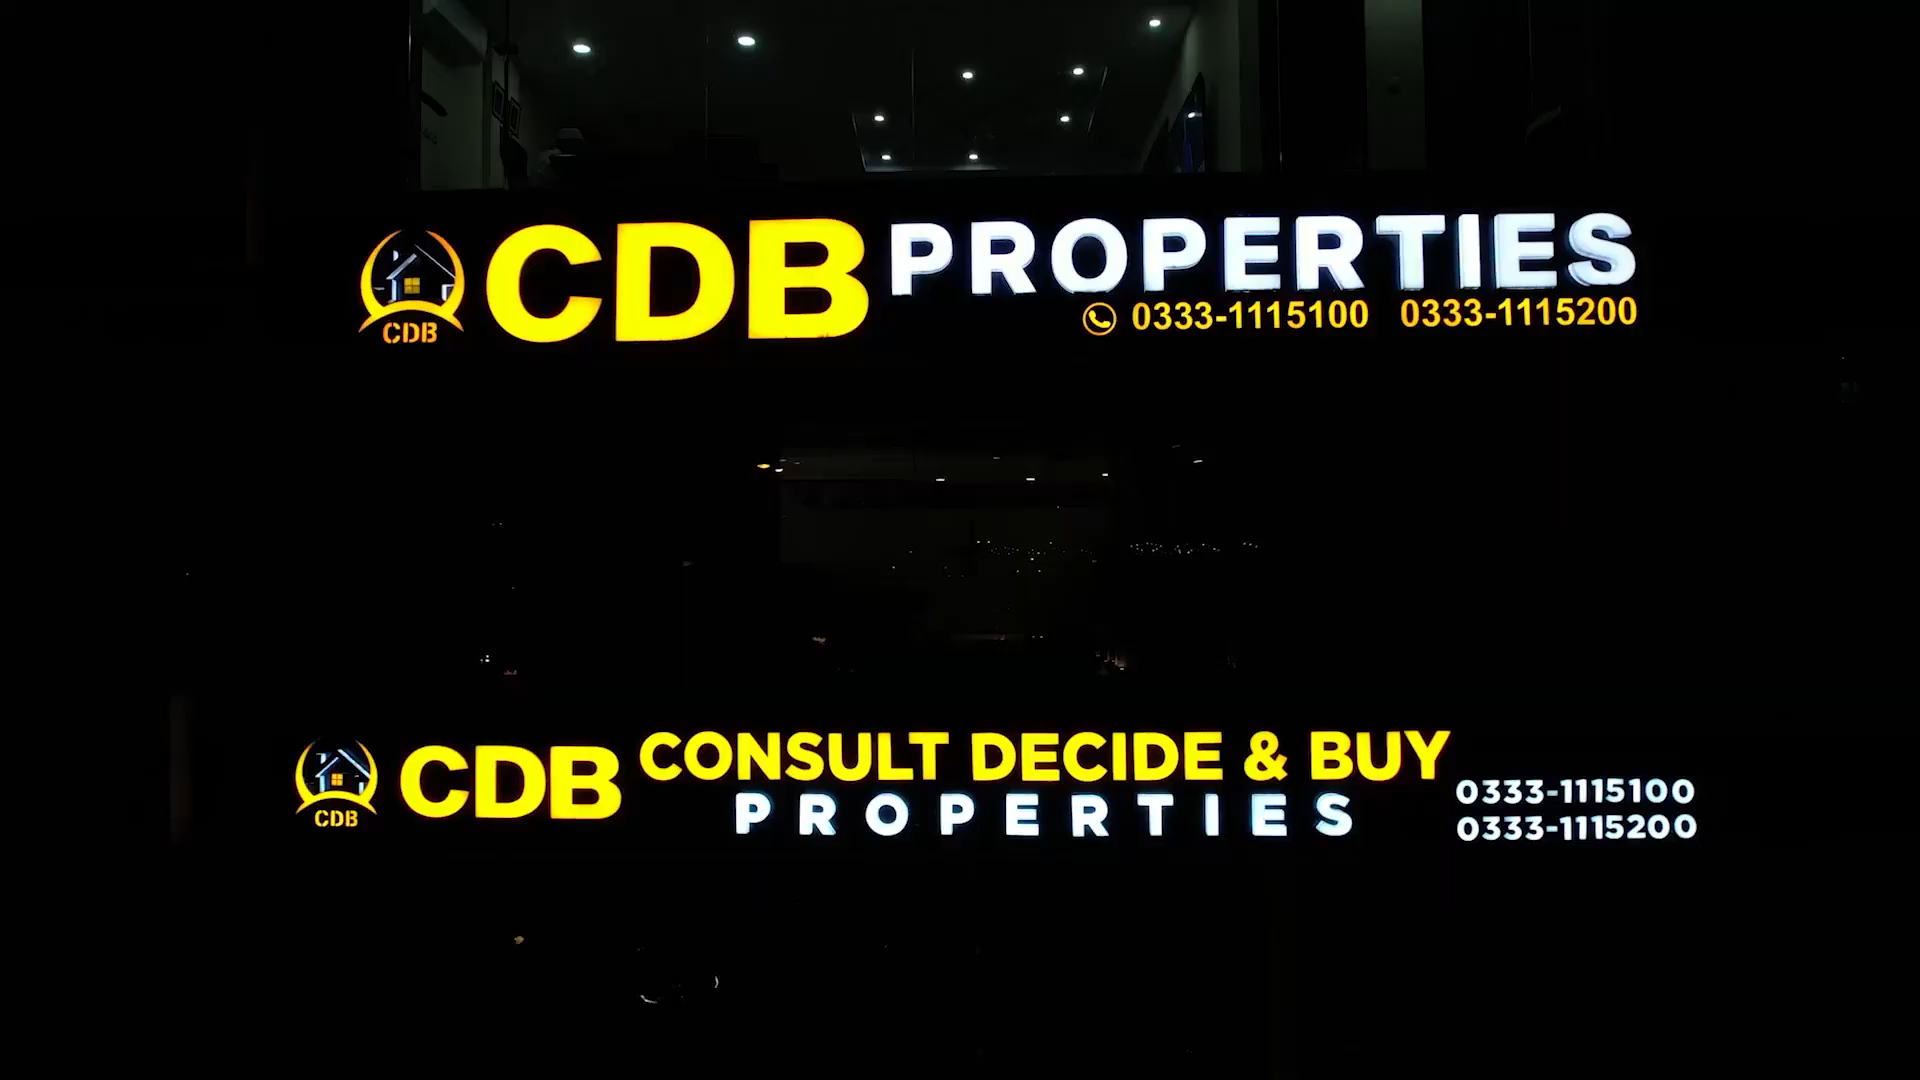 CDB PROPERTIES
CDB
0333-1115100 0333-1115200
CDB CONSULT DECIDE & BUY
PROPERTIES
CDB
0333-1115100
0333-1115200